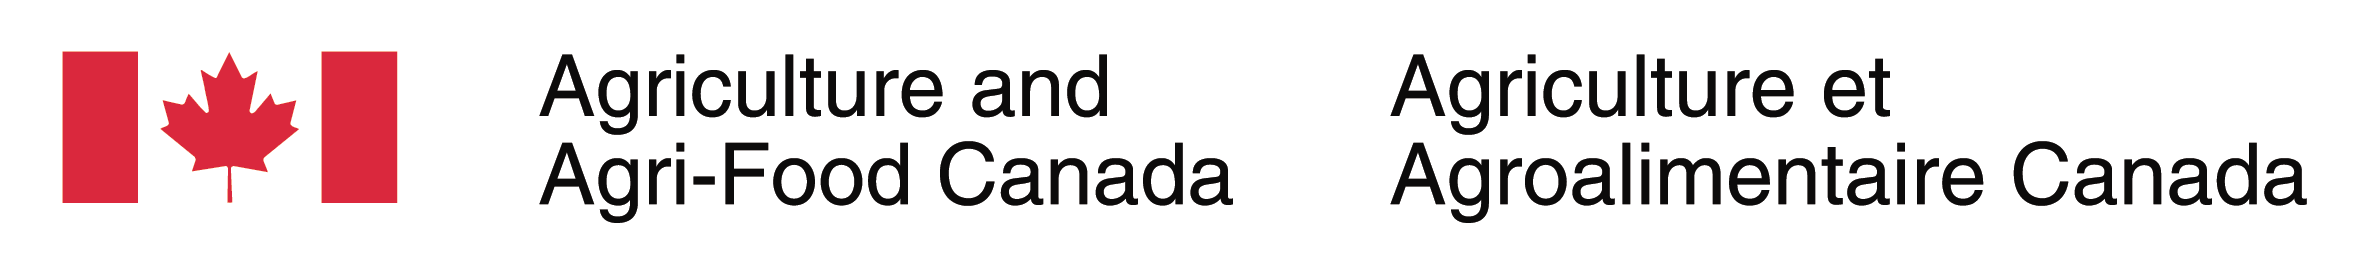 Agriculture and
Agri-Food Canada
Agriculture et
Agroalimentaire Canada